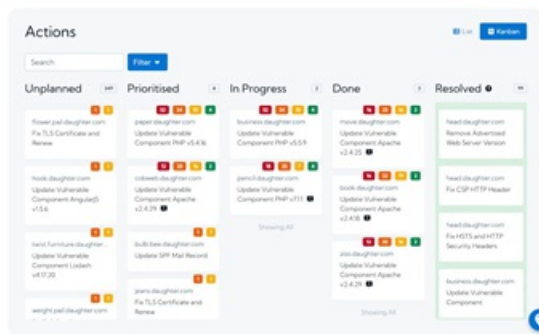 Actions
List
Kanban
Search
Filter
Unplanned
Prioritised
4
In Progress
2
Done
3
Resolved
flower.pail.daughter.com
Fix TLS Certificate and
Renew
hook.daughter.com
Update Vulnerable
Component AngularJS
v1.5.6
twist.furniture.daughter...
Update Vulnerable
Component Lodash
v4.17.20
weight.pail.daughter.com
paper.daughter.com
Update Vulnerable
Component PHP v5.4.16
cobweb.daughter.com
Update Vulnerable
Component Apache
v2.4.29
bulb.bee.daughter.com
Update SPF Mail Record
jeans.daughter.com
Fix TLS Certificate and
Renew
business.daughter.com
Update Vulnerable
Component PHP v5.5.9
pencil.daughter.com
Update Vulnerable
Component PHP v7.1.1
Showing All
move.daughter.com
Update Vulnerable
Component Apache
v2.4.25
book.daughter.com
Update Vulnerable
Component Apache
v2.4.18
zoo.daughter.com
Update Vulnerable
Component Apache
v2.4.29
Showing All
head.daughter.com
Remove Advertised
Web Server Version
head.daughter.com
Fix CSP HTTP Header
head.daughter.com
Fix HSTS and HTTP
Security Headers
business.daughter.com
Update Vulnerable
Component